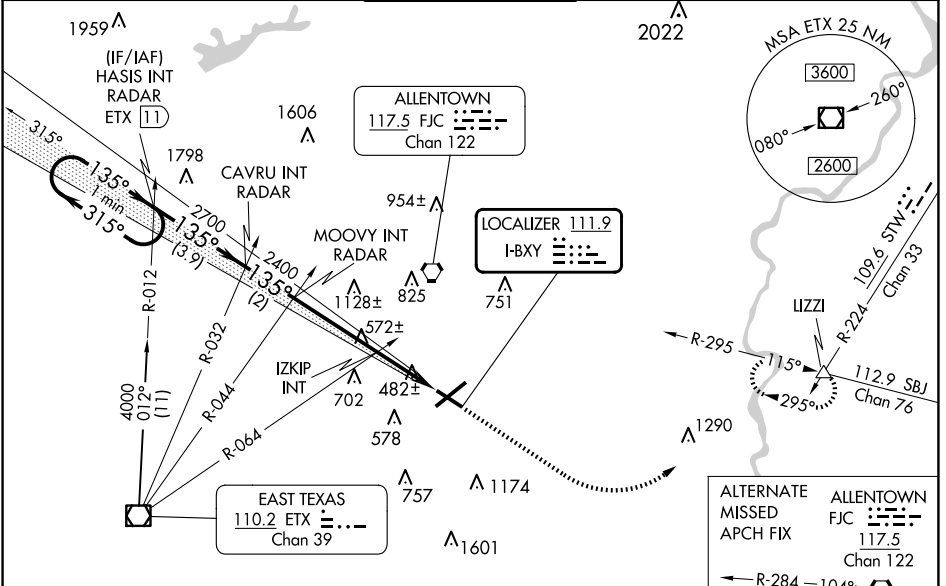 1959
2022
(IF/IAF)
HASIS INT
RADAR
ETX 11
MSA ETX 25 NM
3600
260°
080°
2600
ALLENTOWN
117.5 FJC
Chan 122
1606
1798
CAVRU INT
RADAR
954±
315°
135°
1 min
315°
2700
135°
(3.9)
2400
135°
(2)
MOOVY INT
RADAR
LOCALIZER 111.9
I-BXY
1128±
825
751
109.6 STW
Chan 33
R-224
LIZZI
R-295
115°
295°
112.9 SBJ
Chan 76
R-012
R-032
R-044
R-064
4000
012°
(11)
572±
IZKIP
INT
702
482±
578
1290
757
1174
1601
EAST TEXAS
110.2 ETX
Chan 39
ALTERNATE
MISSED
APCH FIX
ALLENTOWN
FJC
117.5
Chan 122
R-284
104°